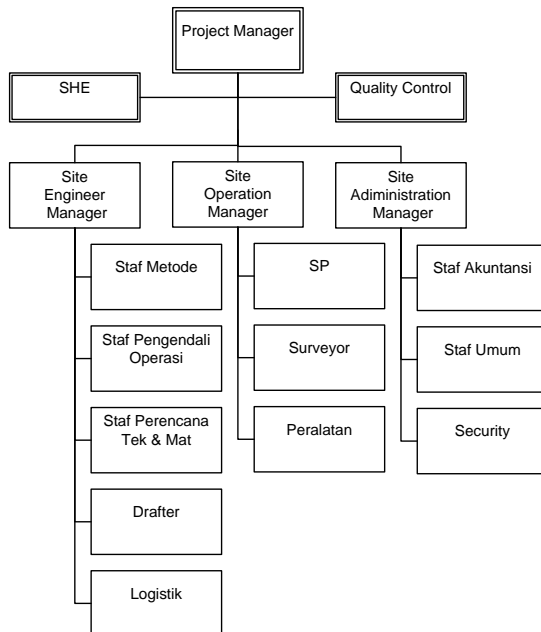 Project Manager
SHE
Quality Control
Site
Engineer
Manager
Site
Operation
Manager
Site
Adiministration
Manager
Staf Metode
Staf Pengendali
Operasi
Staf Perencana
Tek & Mat
Drafter
Logistik
SP
Surveyor
Peralatan
Staf Akuntansi
Staf Umum
Security